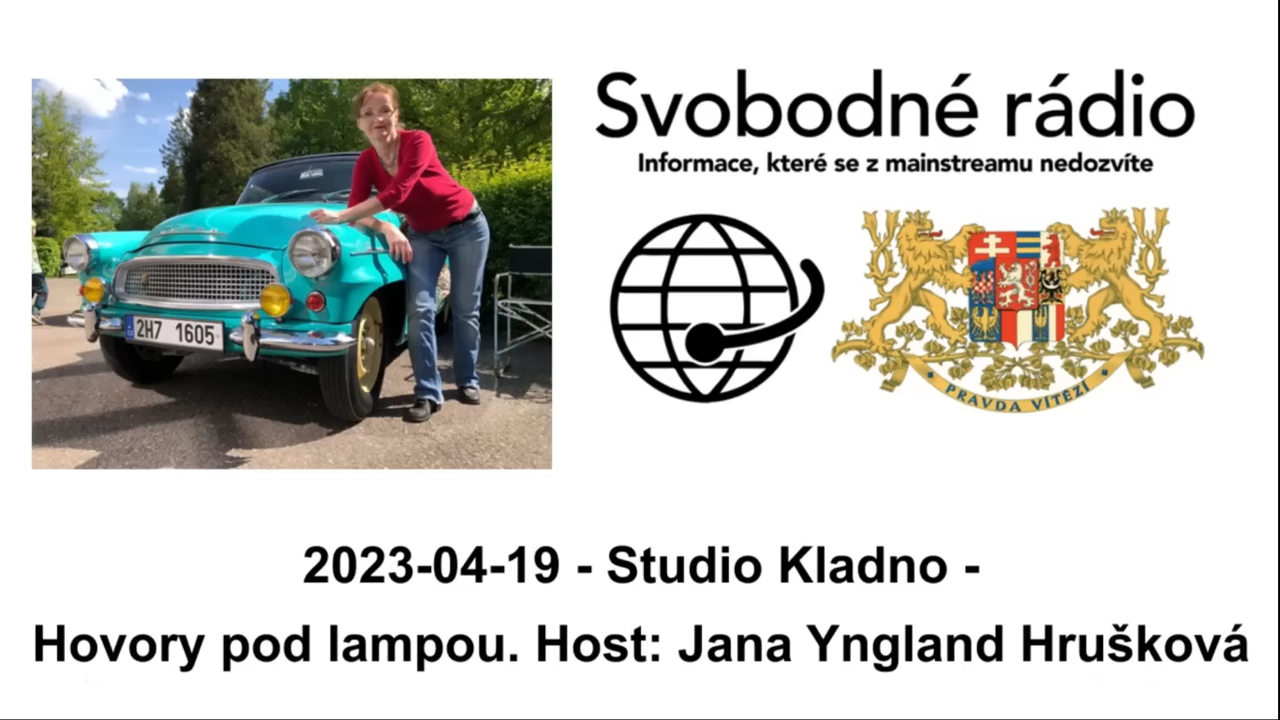 Svobodné rádio
Informace, které se z mainstreamu nedozvíte
2H7 1605
PRAVDA VÍTĚZÍ
2023-04-19 - Studio Kladno -
Hovory pod lampou. Host: Jana Yngland Hrušková